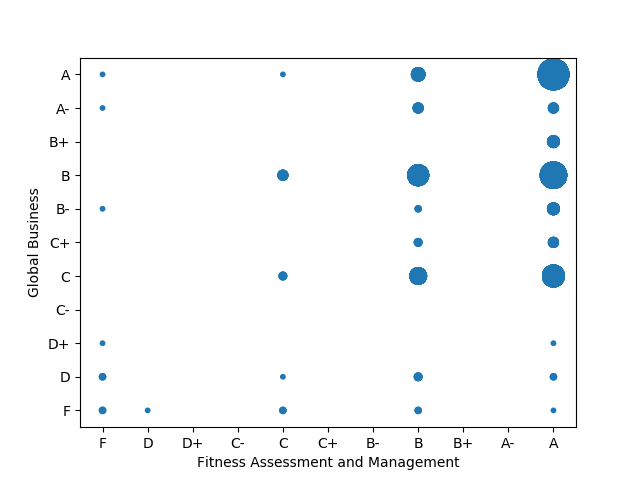 A
A-
B+
B
B-
C+
C
C-
D+
D
F
Global Business
F D D+ C- C C+ B- B B+ A- A
Fitness Assessment and Management